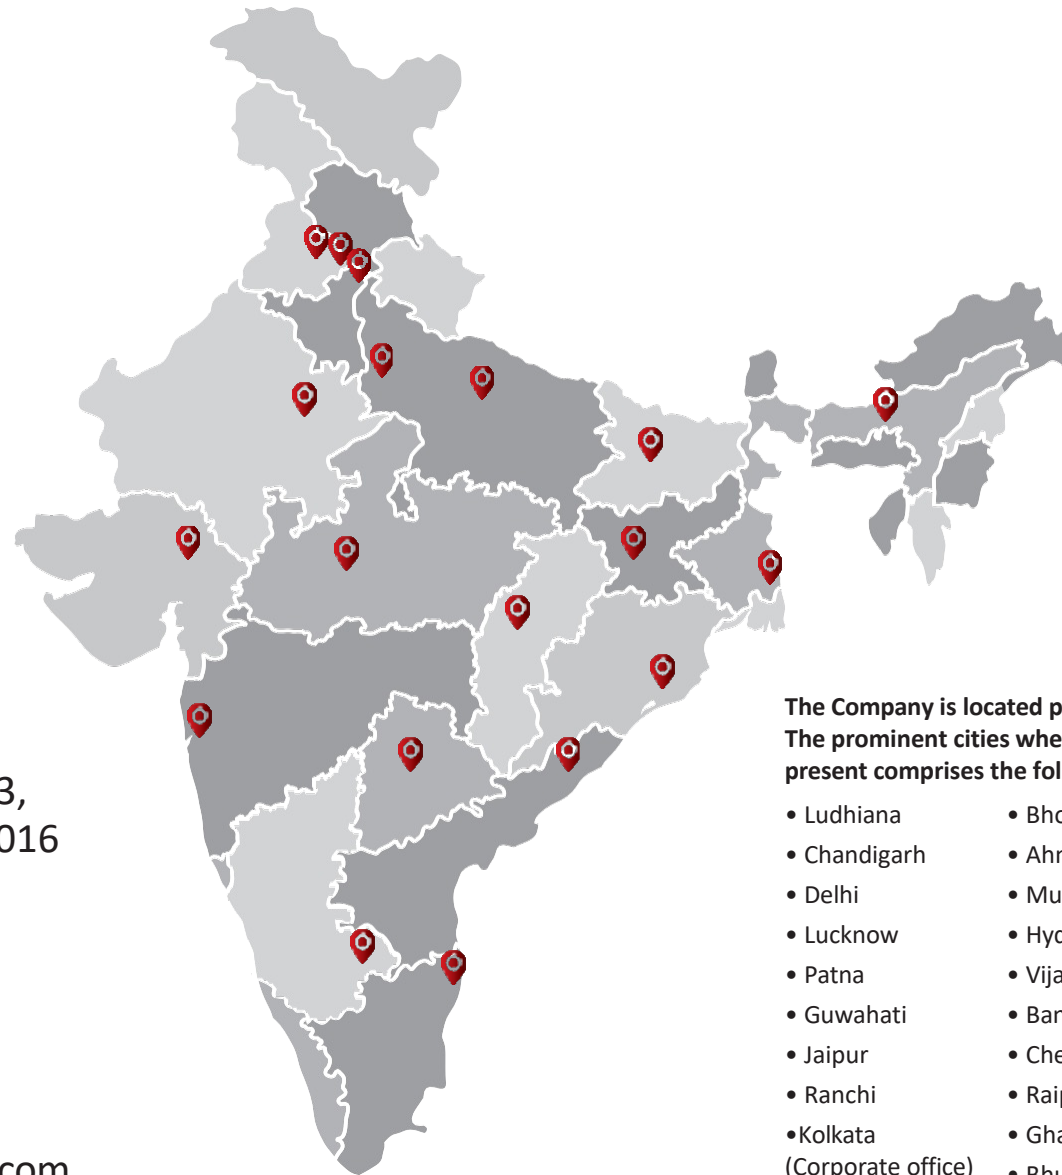 3,
016
com
The Company is located p
The prominent cities whe
present comprises the fol
• Ludhiana
• Chandigarh
• Delhi
• Lucknow
• Patna
• Guwahati
• Jaipur
• Ranchi
•Kolkata
(Corporate office)
• Bho
• Ahr
• Mu
• Hyd
• Vija
• Ban
• Che
• Raip
• Gha